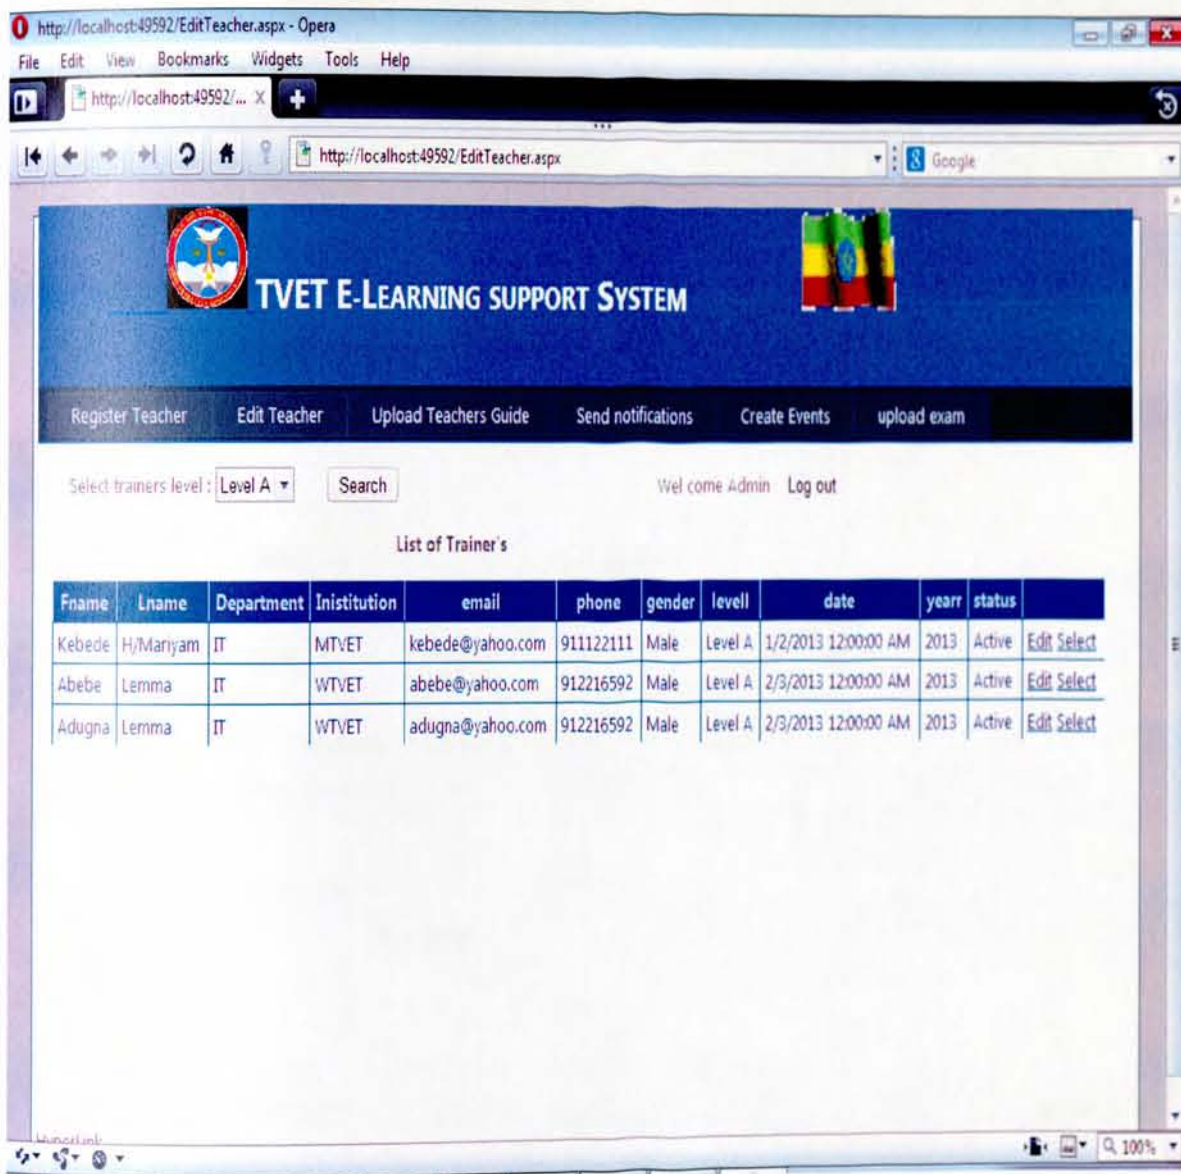 http://localhost:49592/EditTeacher.aspx - Opera
File Edit View Bookmarks Widgets Tools Help
http://localhost:49592/... X
http://localhost:49592/EditTeacher.aspx Google
TVET E-LEARNING SUPPORT SYSTEM
Register Teacher Edit Teacher Upload Teachers Guide Send notifications Create Events upload exam
Select trainers level : Level A Search Wel come Admin Log out
List of Trainer's
Fname Lname Department Inistitution email phone gender levell date yearr status
Kebede H/Mariyam IT MTVET kebede@yahoo.com 911122111 Male Level A 1/2/2013 12:00:00 AM 2013 Active Edit Select
Abebe Lemma IT WTVET abebe@yahoo.com 912216592 Male Level A 2/3/2013 12:00:00 AM 2013 Active Edit Select
Adugna Lemma IT WTVET adugna@yahoo.com 912216592 Male Level A 2/3/2013 12:00:00 AM 2013 Active Edit Select
HyperLink
100%